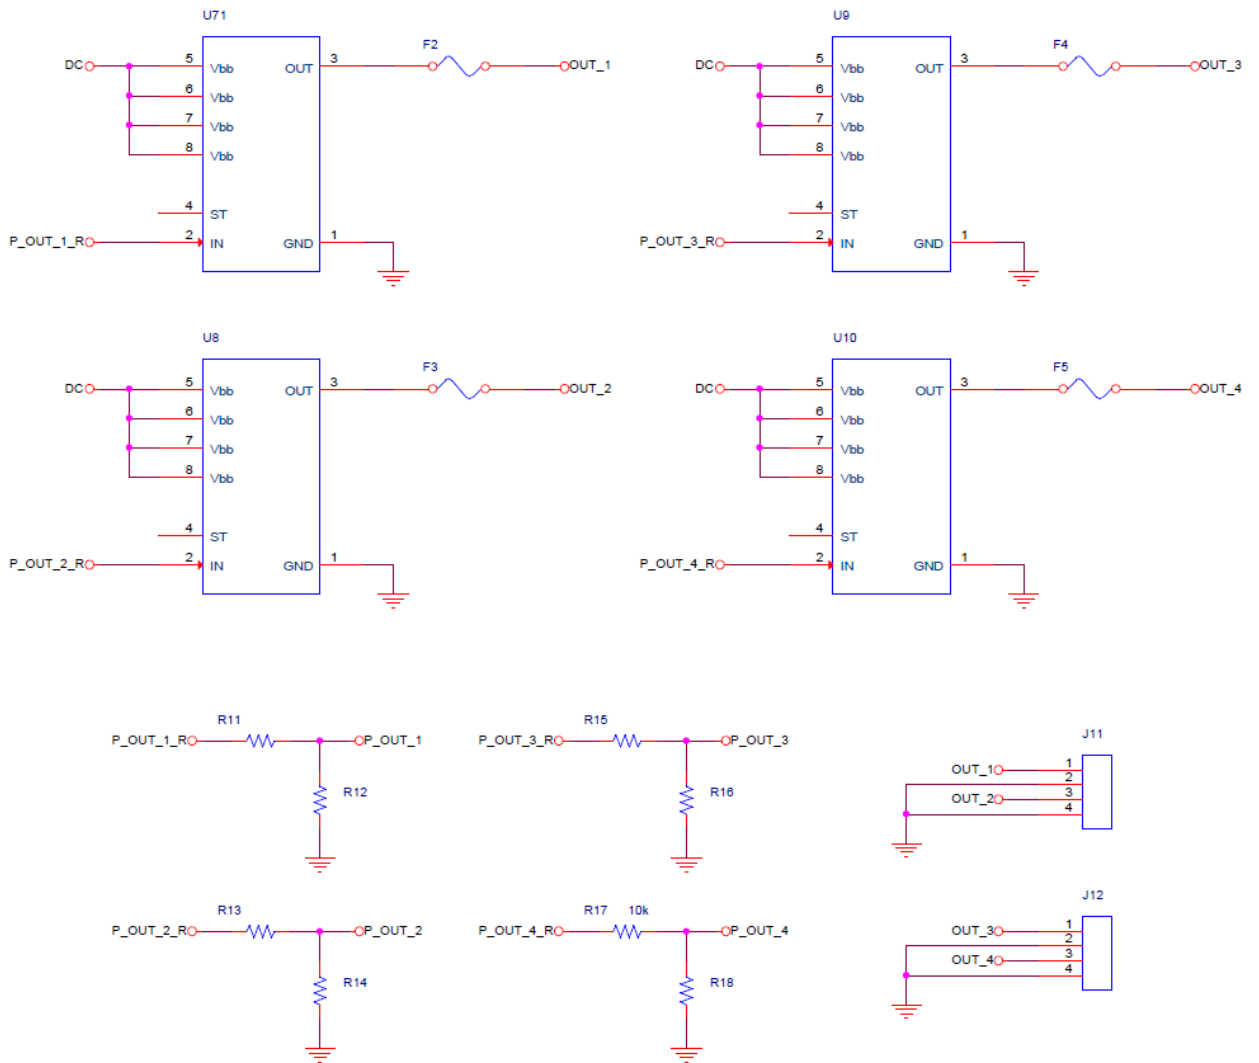 U71
DC
5 Vbb OUT 3
F2
OUT_1
6 Vbb
7 Vbb
8 Vbb
4 ST
P_OUT_1_R
2 IN GND 1
U9
DC
5 Vbb OUT 3
F4
OUT_3
6 Vbb
7 Vbb
8 Vbb
4 ST
P_OUT_3_R
2 IN GND 1
U8
DC
5 Vbb OUT 3
F3
OUT_2
6 Vbb
7 Vbb
8 Vbb
4 ST
P_OUT_2_R
2 IN GND 1
U10
DC
5 Vbb OUT 3
F5
OUT_4
6 Vbb
7 Vbb
8 Vbb
4 ST
P_OUT_4_R
2 IN GND 1
R11
P_OUT_1_R P_OUT_1
R12
R15
P_OUT_3_R P_OUT_3
R16
J11
OUT_1 1
2
OUT_2 3
4
R13
P_OUT_2_R P_OUT_2
R14
R17 10k
P_OUT_4_R P_OUT_4
R18
J12
OUT_3 1
2
OUT_4 3
4